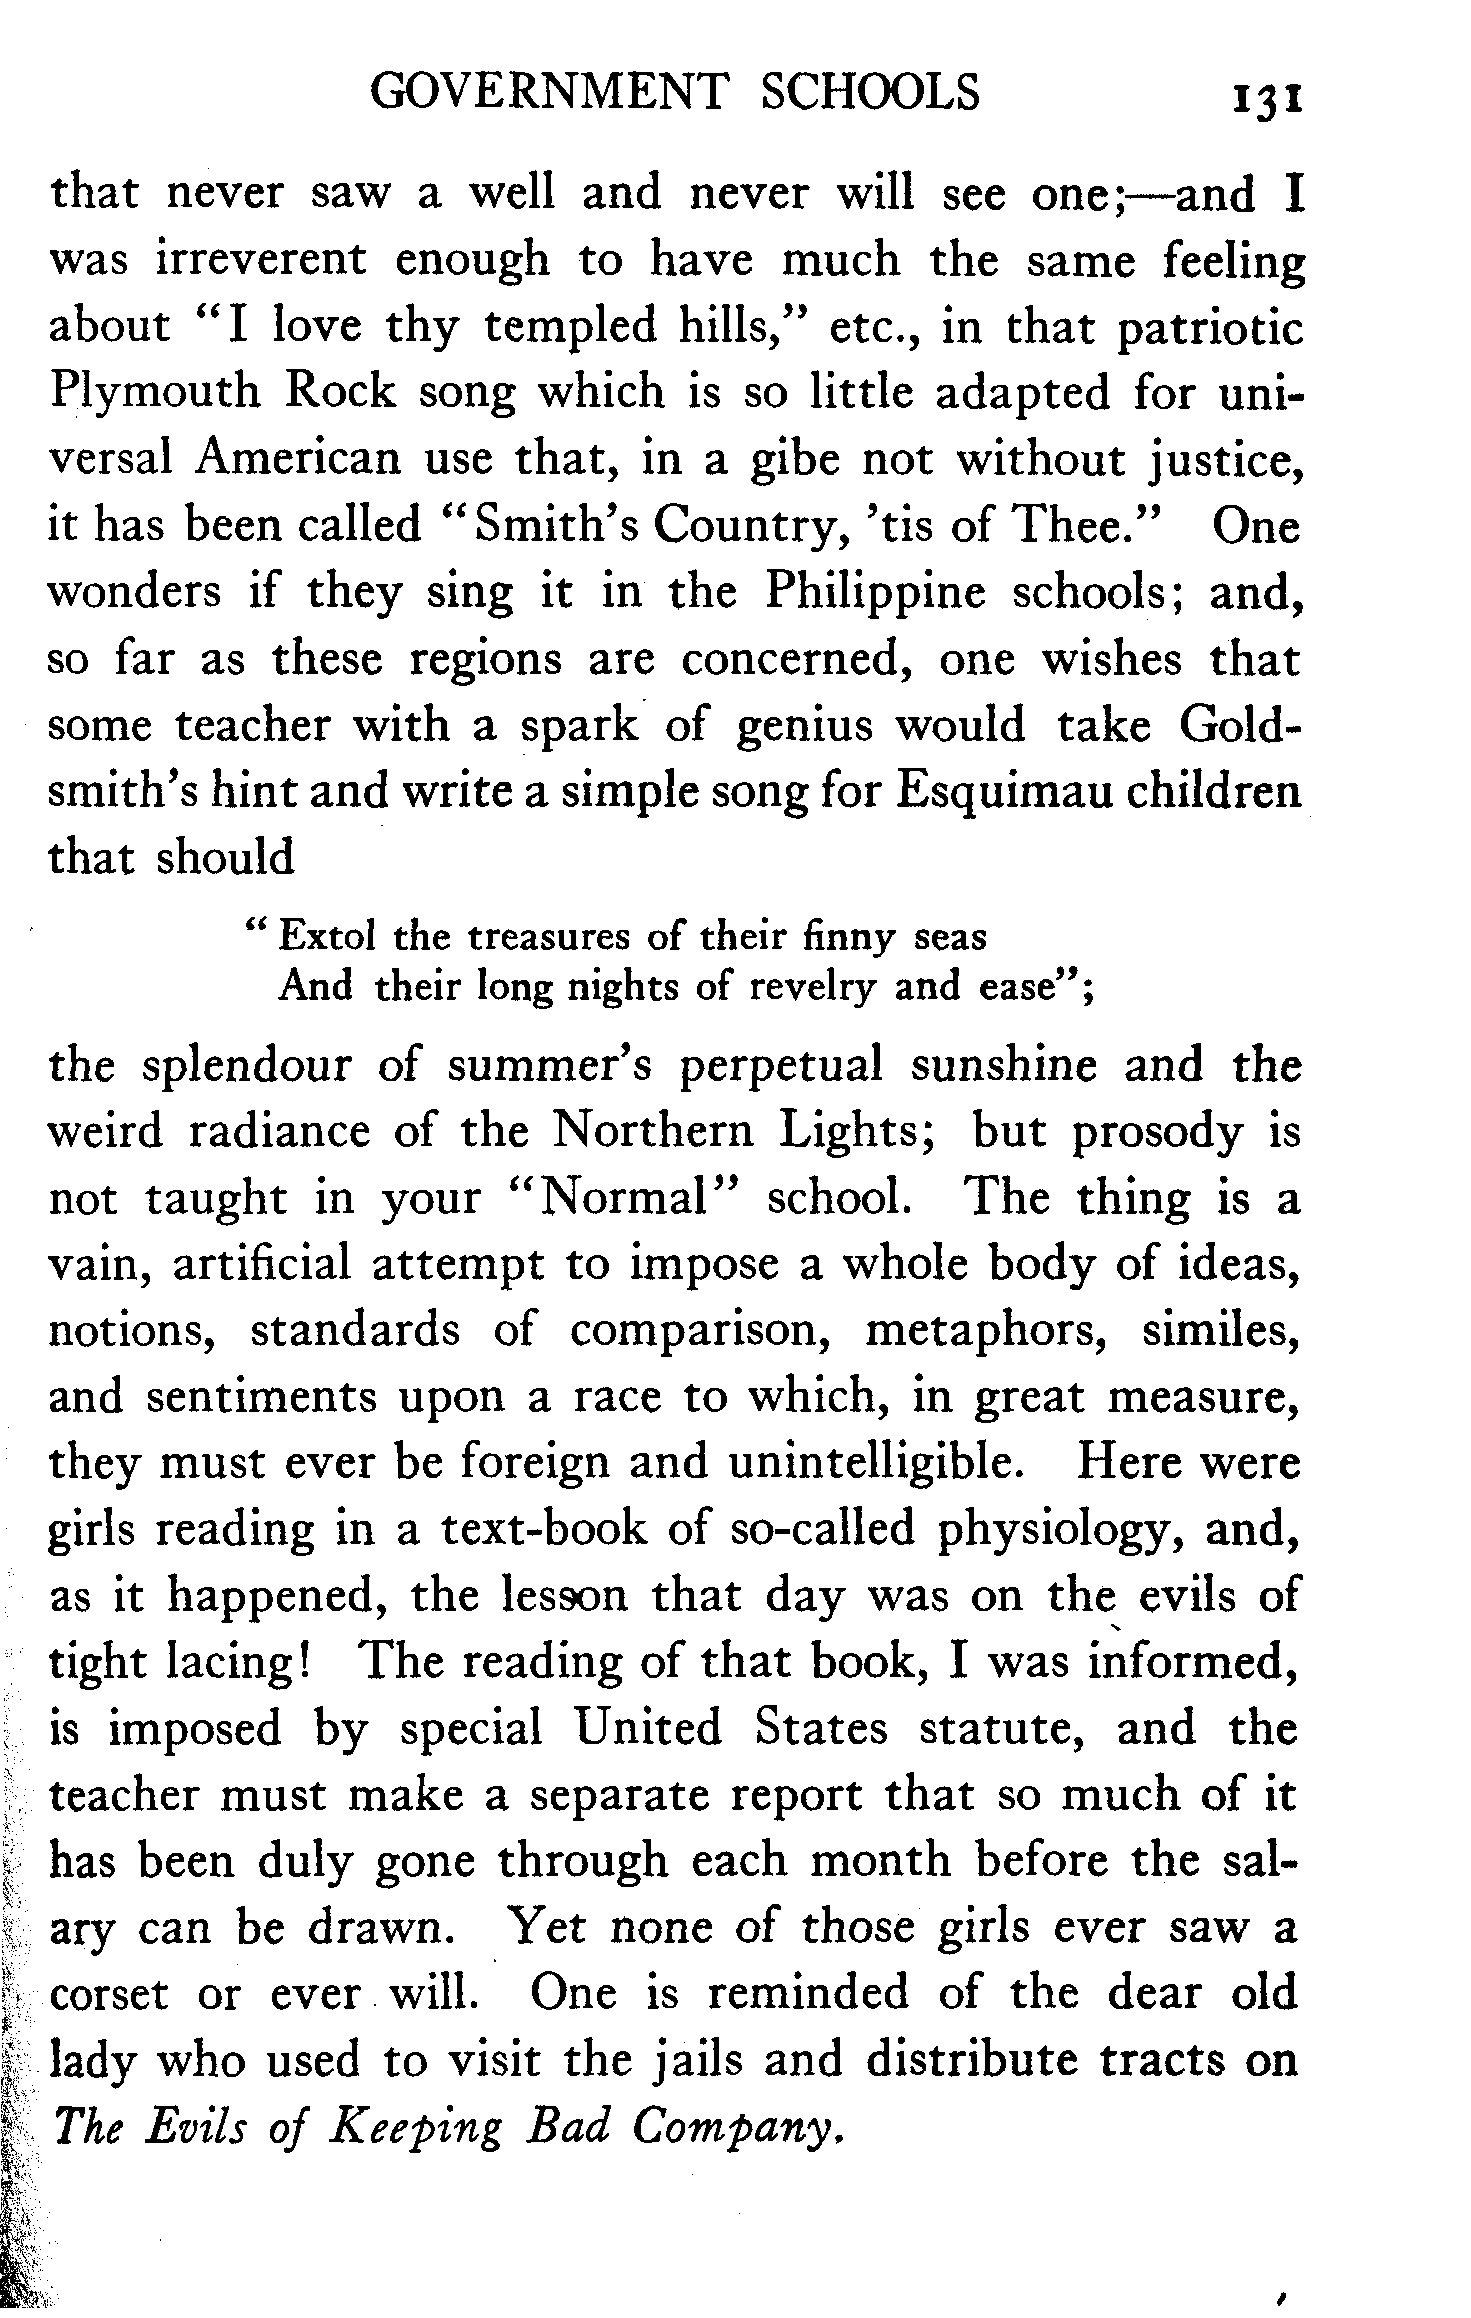 GOVERNMENT SCHOOLS 131
that never saw a well and never will see one;—and I
was irreverent enough to have much the same feeling
about "I love thy templed hills," etc., in that patriotic
Plymouth Rock song which is so little adapted for uni-
versal American use that, in a gibe not without justice,
it has been called "Smith's Country, 'tis of Thee." One
wonders if they sing it in the Philippine schools; and,
so far as these regions are concerned, one wishes that
some teacher with a spark of genius would take Gold-
smith's hint and write a simple song for Esquimau children
that should
"Extol the treasures of their finny seas
And their long nights of revelry and ease";
the splendour of summer's perpetual sunshine and the
weird radiance of the Northern Lights; but prosody is
not taught in your "Normal" school. The thing is a
vain, artificial attempt to impose a whole body of ideas,
notions, standards of comparison, metaphors, similes,
and sentiments upon a race to which, in great measure,
they must ever be foreign and unintelligible. Here were
girls reading in a text-book of so-called physiology, and,
as it happened, the lesson that day was on the evils of
tight lacing! The reading of that book, I was informed,
is imposed by special United States statute, and the
teacher must make a separate report that so much of it
has been duly gone through each month before the sal-
ary can be drawn. Yet none of those girls ever saw a
corset or ever will. One is reminded of the dear old
lady who used to visit the jails and distribute tracts on
The Evils of Keeping Bad Company.